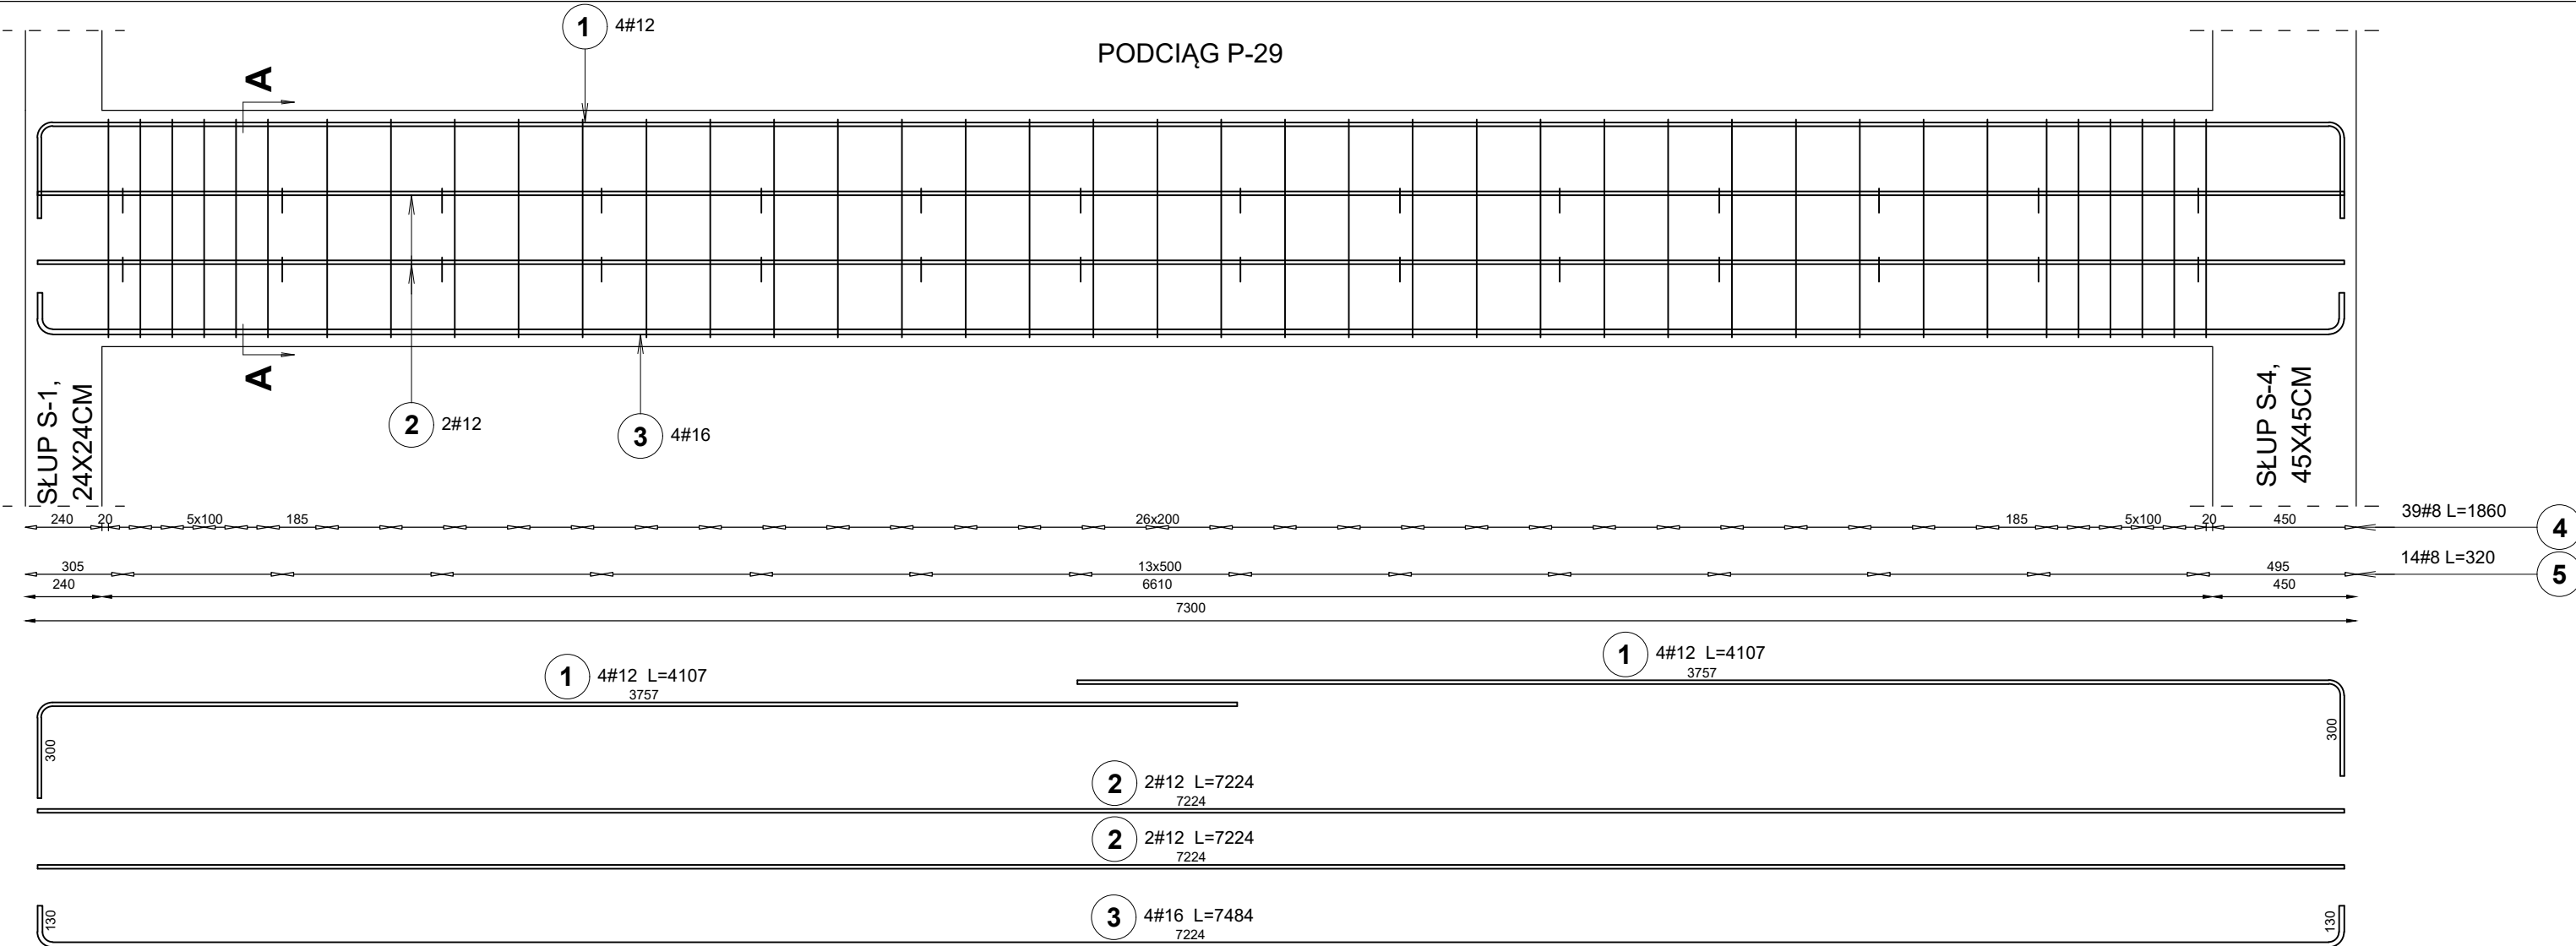 1 4#12
PODCIĄG P-29
A
A
2 2#12
3 4#16
SŁUP S-1,
24X24CM
SŁUP S-4,
45X45CM
240 20 5x100 185 26x200 185 5x100 20 450 39#8 L=1860 4
305 13x500 495 14#8 L=320 5
240 6610 450
7300
1 4#12 L=4107
3757
1 4#12 L=4107
3757
300
300
2 2#12 L=7224
7224
2 2#12 L=7224
7224
3 4#16 L=7484
7224
130
130